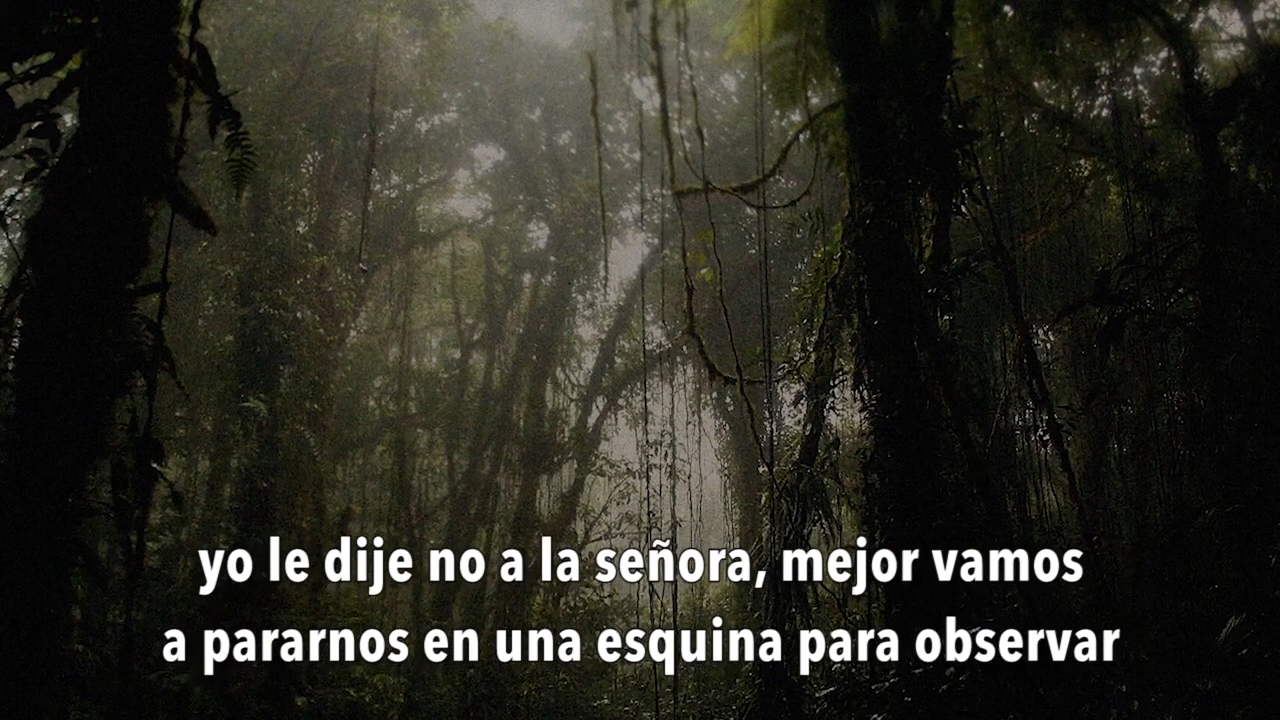 yo le dije no a la señora, mejor vamos
a pararnos en una esquina para observar